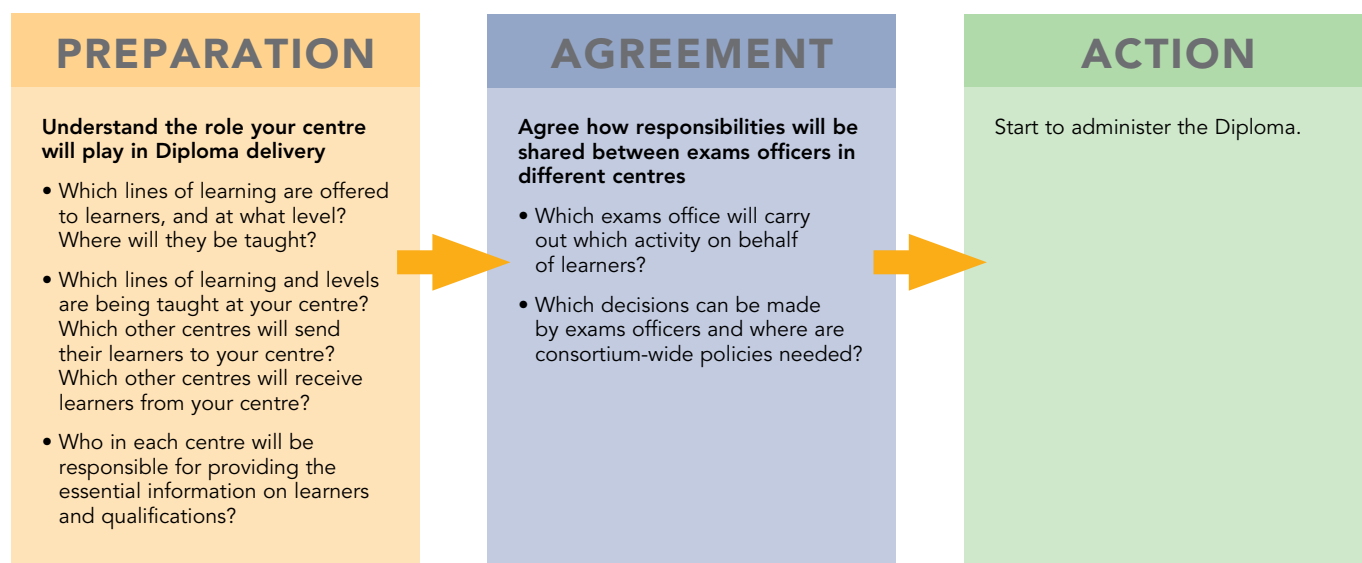 PREPARATION
Understand the role your centre
will play in Diploma delivery
• Which lines of learning are offered
to learners, and at what level?
Where will they be taught?
• Which lines of learning and levels
are being taught at your centre?
Which other centres will send
their learners to your centre?
Which other centres will receive
learners from your centre?
• Who in each centre will be
responsible for providing the
essential information on learners
and qualifications?
AGREEMENT
Agree how responsibilities will be
shared between exams officers in
different centres
• Which exams office will carry
out which activity on behalf
of learners?
• Which decisions can be made
by exams officers and where are
consortium-wide policies needed?
ACTION
Start to administer the Diploma.